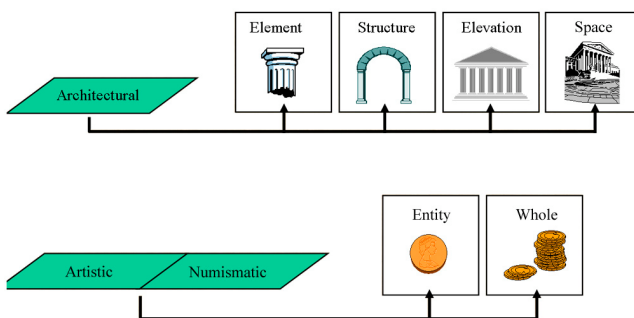 Element
Structure
Elevation
Space
Architectural
Entity
Whole
Artistic
Numismatic